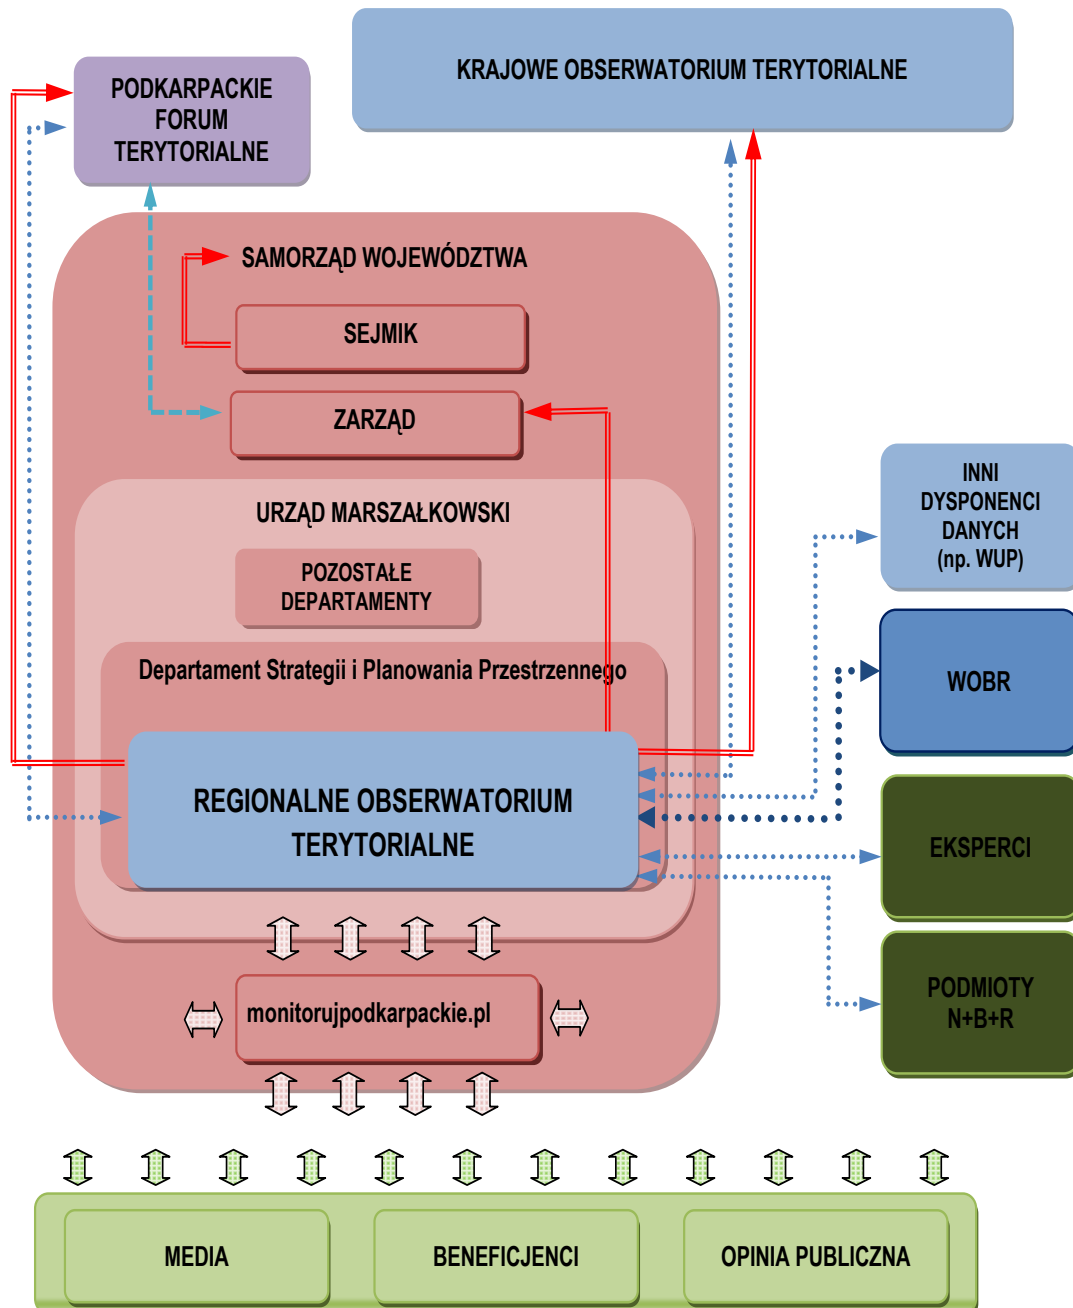 KRAJOWE OBSERWATORIUM TERYTORIALNE
PODKARPACKIE
FORUM
TERYTORIALNE
SAMORZĄD WOJEWÓDZTWA
SEJMIK
ZARZĄD
URZĄD MARSZAŁKOWSKI
POZOSTAŁE
DEPARTAMENTY
Departament Strategii i Planowania Przestrzennego
REGIONALNE OBSERWATORIUM
TERYTORIALNE
monitorujpodkarpackie.pl
INNI
DYSPONENCI
DANYCH
(np. WUP)
WOBR
EKSPERCI
PODMIOTY
N+B+R
MEDIA
BENEFICJENCI
OPINIA PUBLICZNA